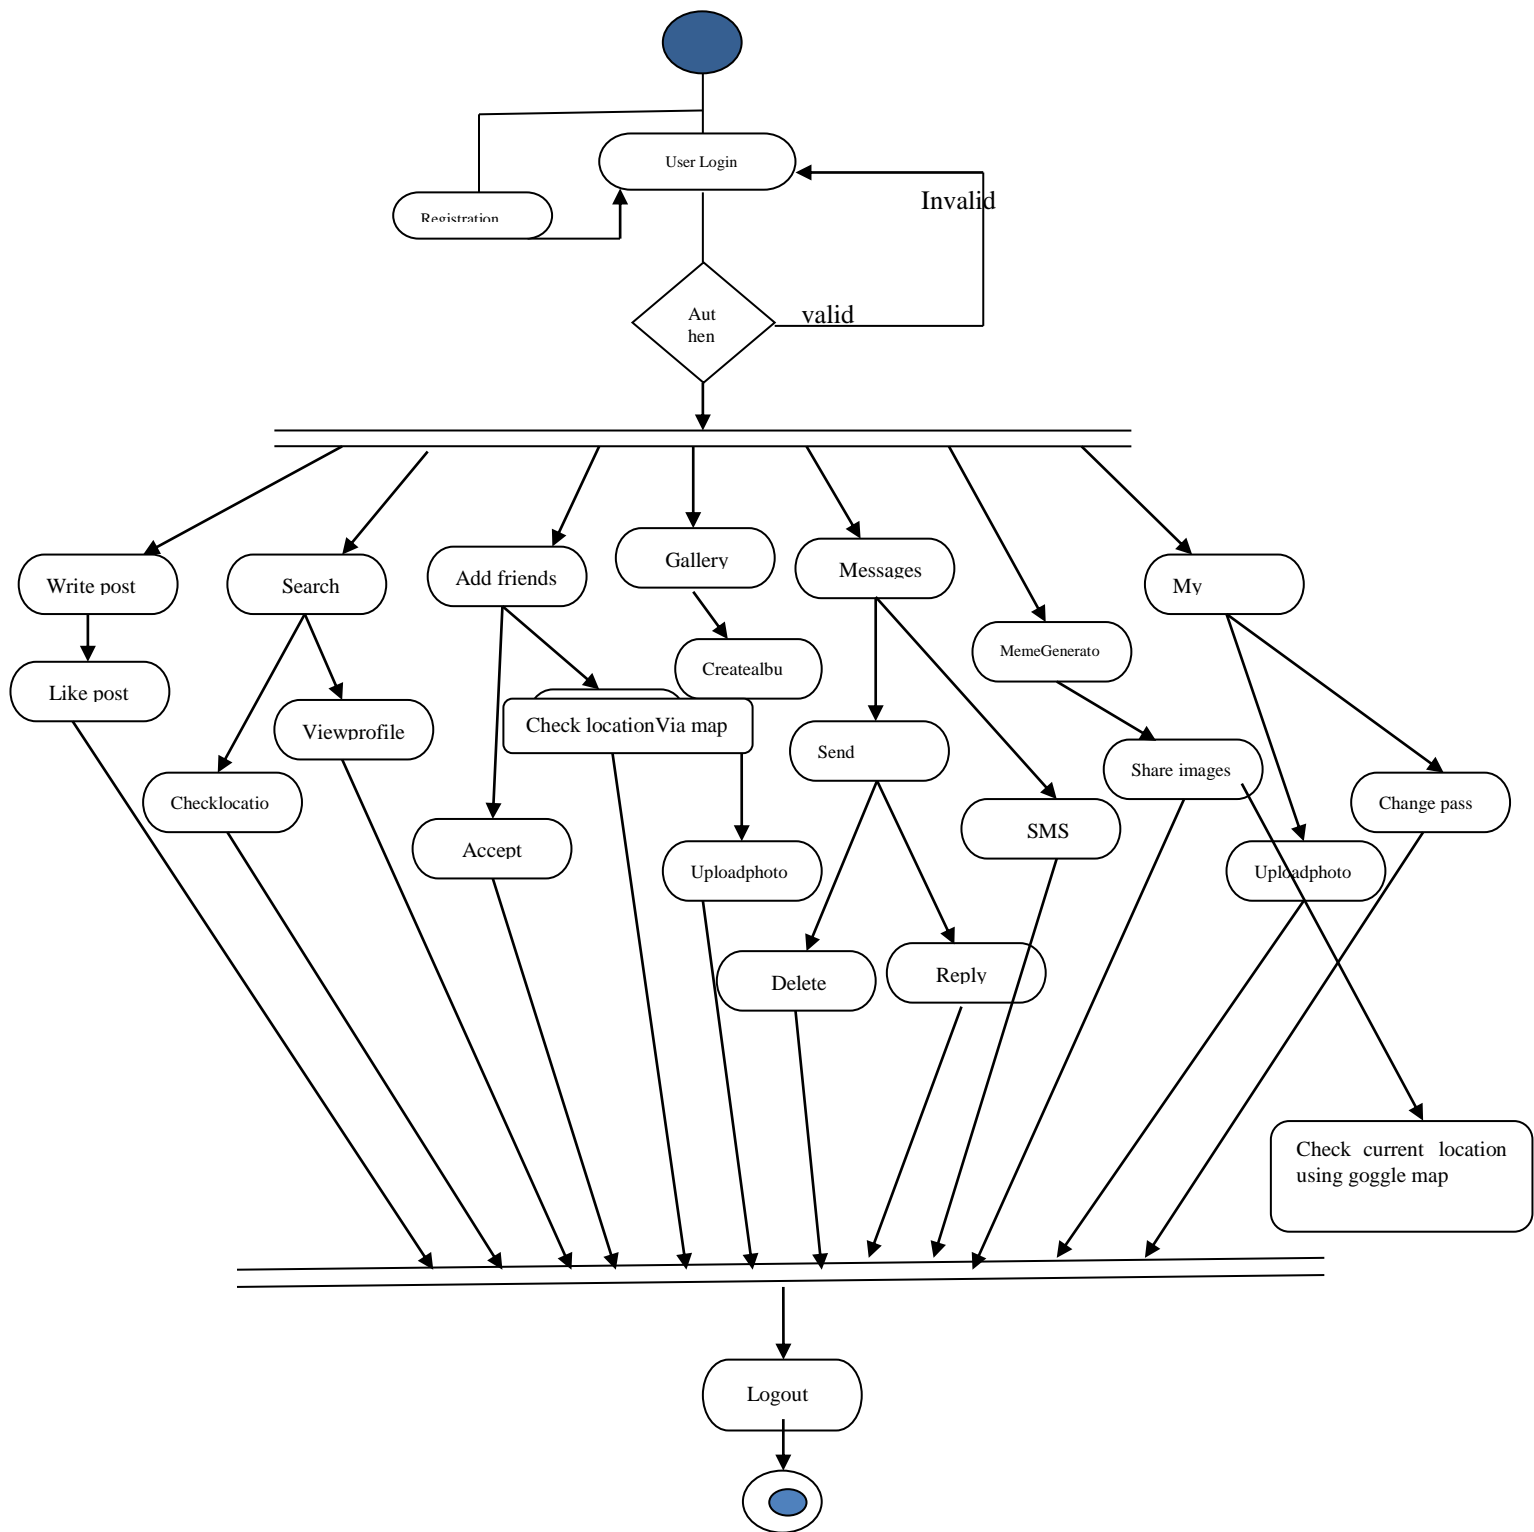 User Login
Invalid
Registration
valid
Aut
hen
Write post
Search
Add friends
Gallery
Messages
My
MemeGenerato
Like post
Viewprofile
Createalbu
Check locationVia map
Send
Share images
Checklocatio
Change pass
Accept
SMS
Uploadphoto
Uploadphoto
Delete
Reply
Check current location
using goggle map
Logout